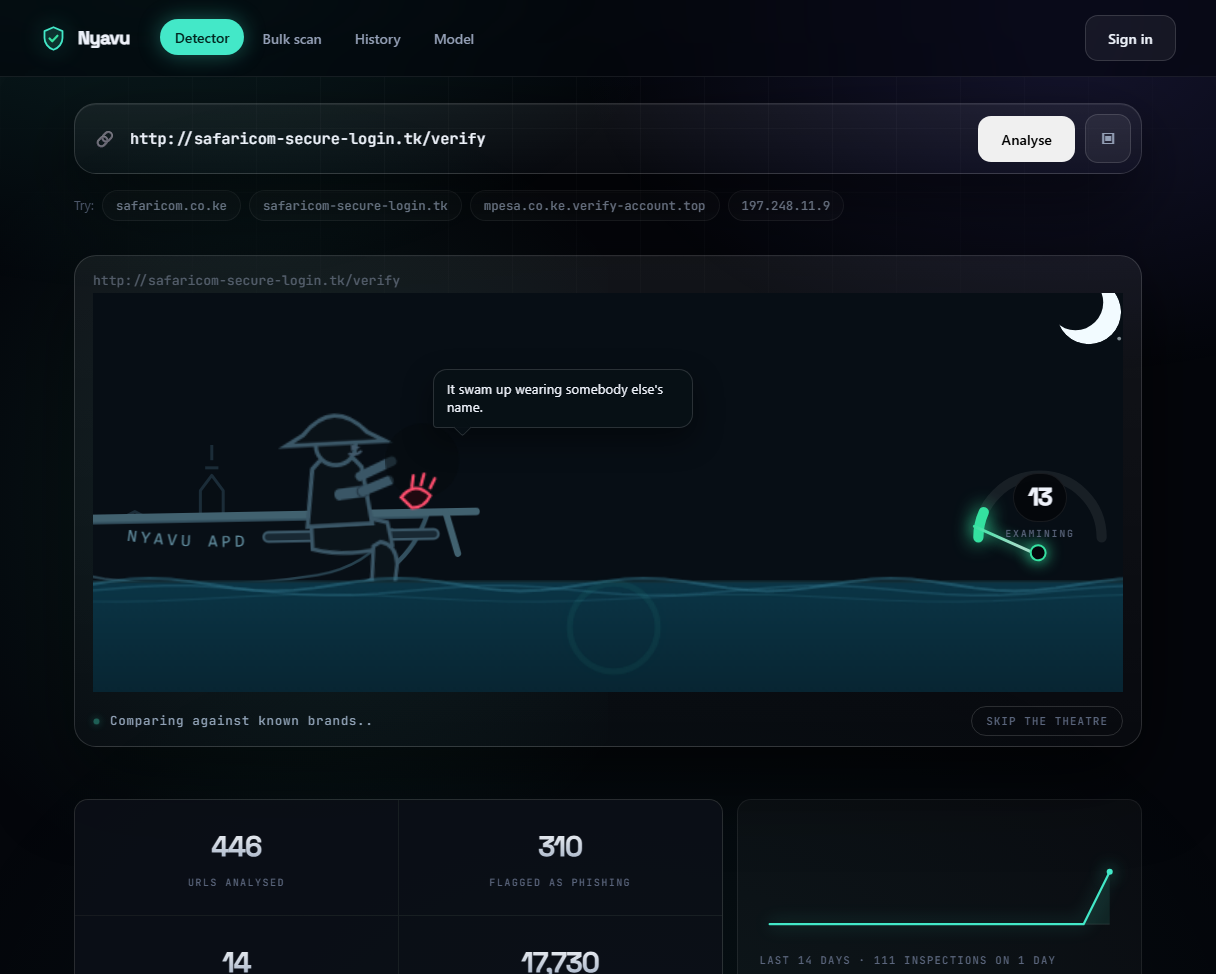 Nyavu
Detector
Bulk scan
History
Model
Sign in
http://safaricom-secure-login.tk/verify
Analyse
Try:
safaricom.co.ke
safaricom-secure-login.tk
mpesa.co.ke.verify-account.top
197.248.11.9
http://safaricom-secure-login.tk/verify
It swam up wearing somebody else's
name.
13
EXAMINING
NYAVU APD
Comparing against known brands..
SKIP THE THEATRE
446
URLS ANALYSED
310
FLAGGED AS PHISHING
14
17,730
LAST 14 DAYS · 111 INSPECTIONS ON 1 DAY